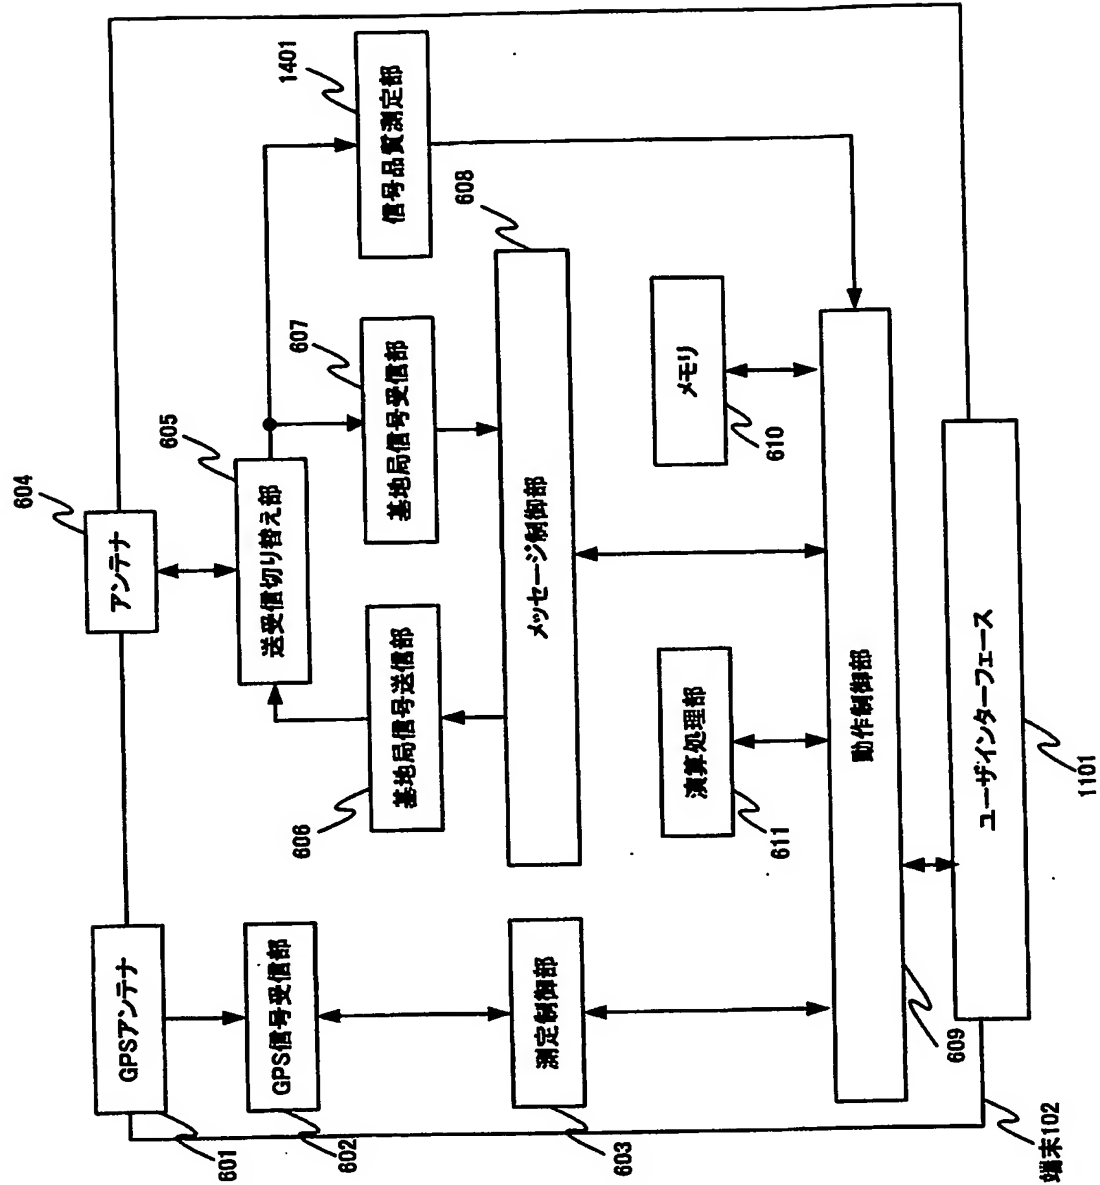 GPSアンテナ
601
GPS信号受信部
602
測定制御部
603
アンテナ
604
送受信切り替え部
605
基地局信号送信部
606
基地局信号受信部
607
信号品質測定部
1401
メッセージ制御部
608
演算処理部
611
メモリ
610
動作制御部
609
ユーザインターフェース
1101
端末102